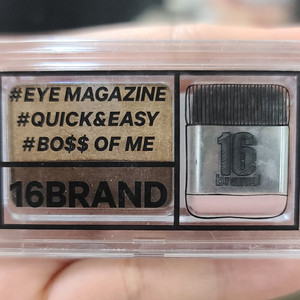 #EYE MAGAZINE
#QUICK&EASY
#BO$$ OF ME
16BRAND
16